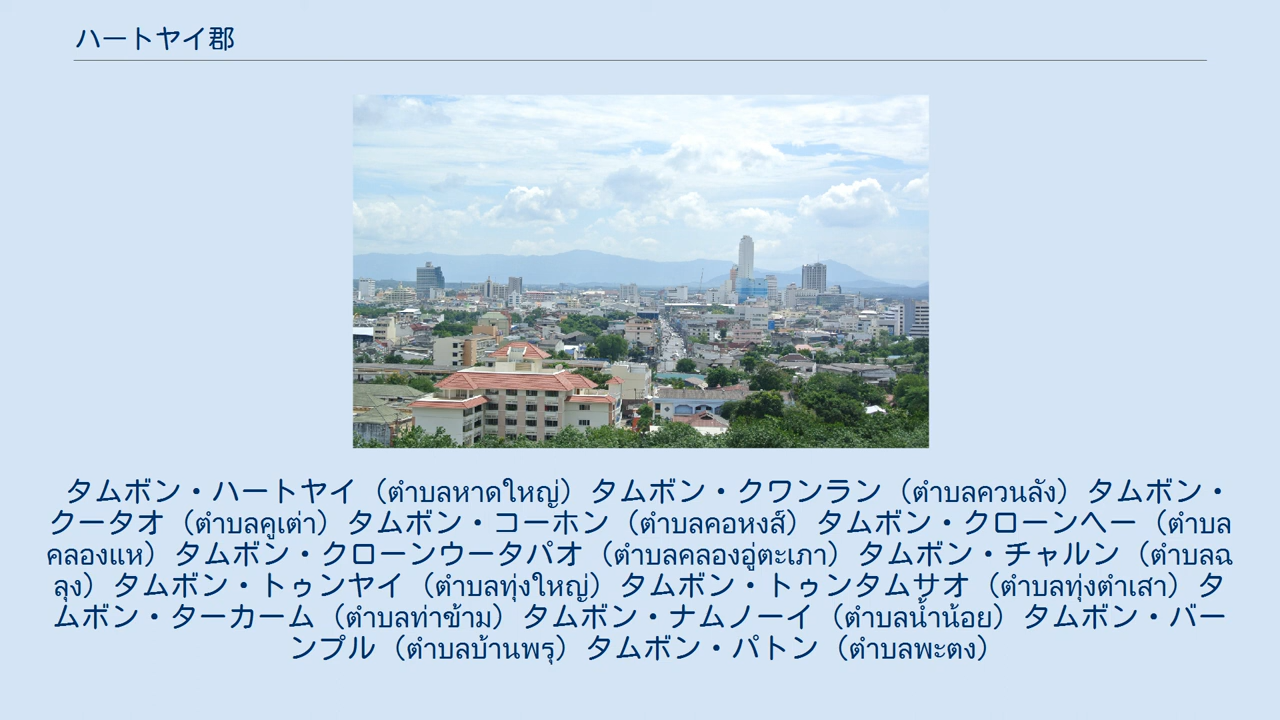 ハートヤイ郡
タムボン・ハートヤイ（ตำบลหาดใหญ่）タムボン・クワンラン（ตำบลควนลัง）タムボン・
クータオ（ตำบลคูเต่า）タムボン・コーホン（ตำบลคอหงส์）タムボン・クローンヘー（ตำบล
คลองแห）タムボン・クローンウータパオ（ตำบลคลองอู่ตะเภา）タムボン・チャルン（ตำบลฉ
ลุง）タムボン・トゥンヤイ（ตำบลทุ่งใหญ่）タムボン・トゥンタムサオ（ตำบลทุ่งตำเสา）タ
ムボン・ターカーム（ตำบลท่าข้าม）タムボン・ナムノーイ（ตำบลน้ำน้อย）タムボン・バー
ンプル（ตำบลบ้านพรุ）タムボン・パトン（ตำบลพะตง）